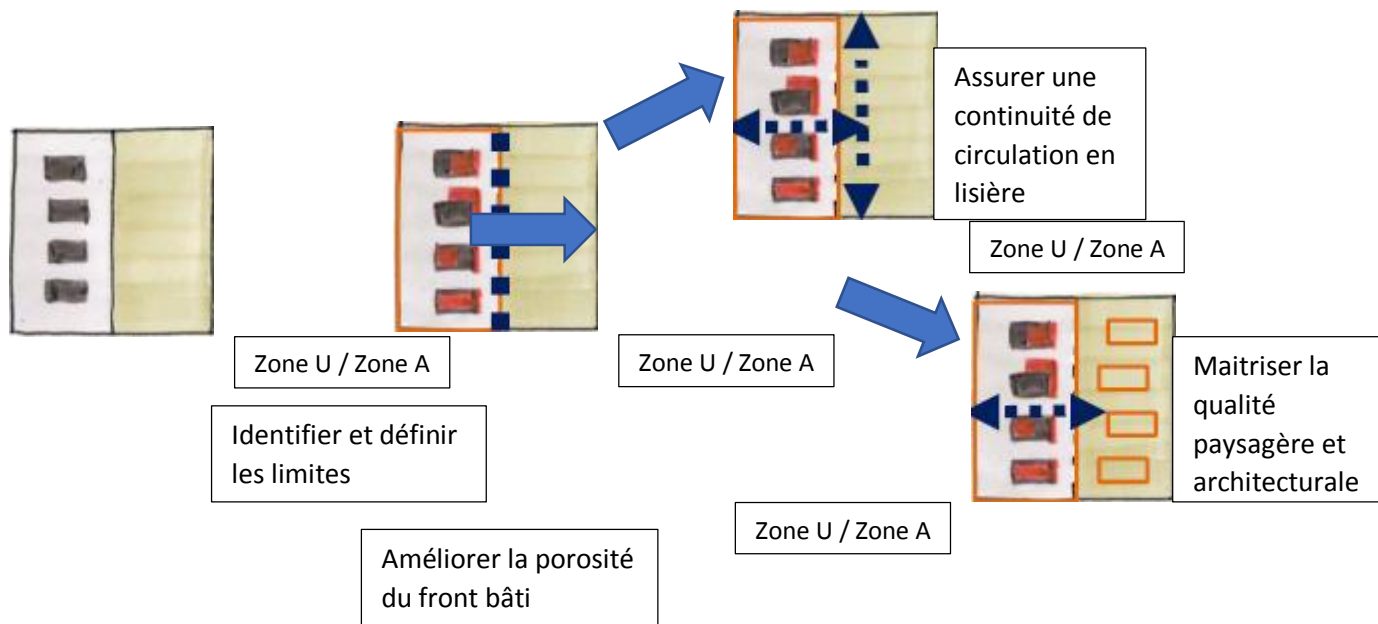 Assurer une
continuité de
circulation en
lisière
Zone U / Zone A
Zone U / Zone A
Zone U / Zone A
Identifier et définir
les limites
Maitriser la
qualité
paysagère et
architecturale
Zone U / Zone A
Améliorer la porosité
du front bâti